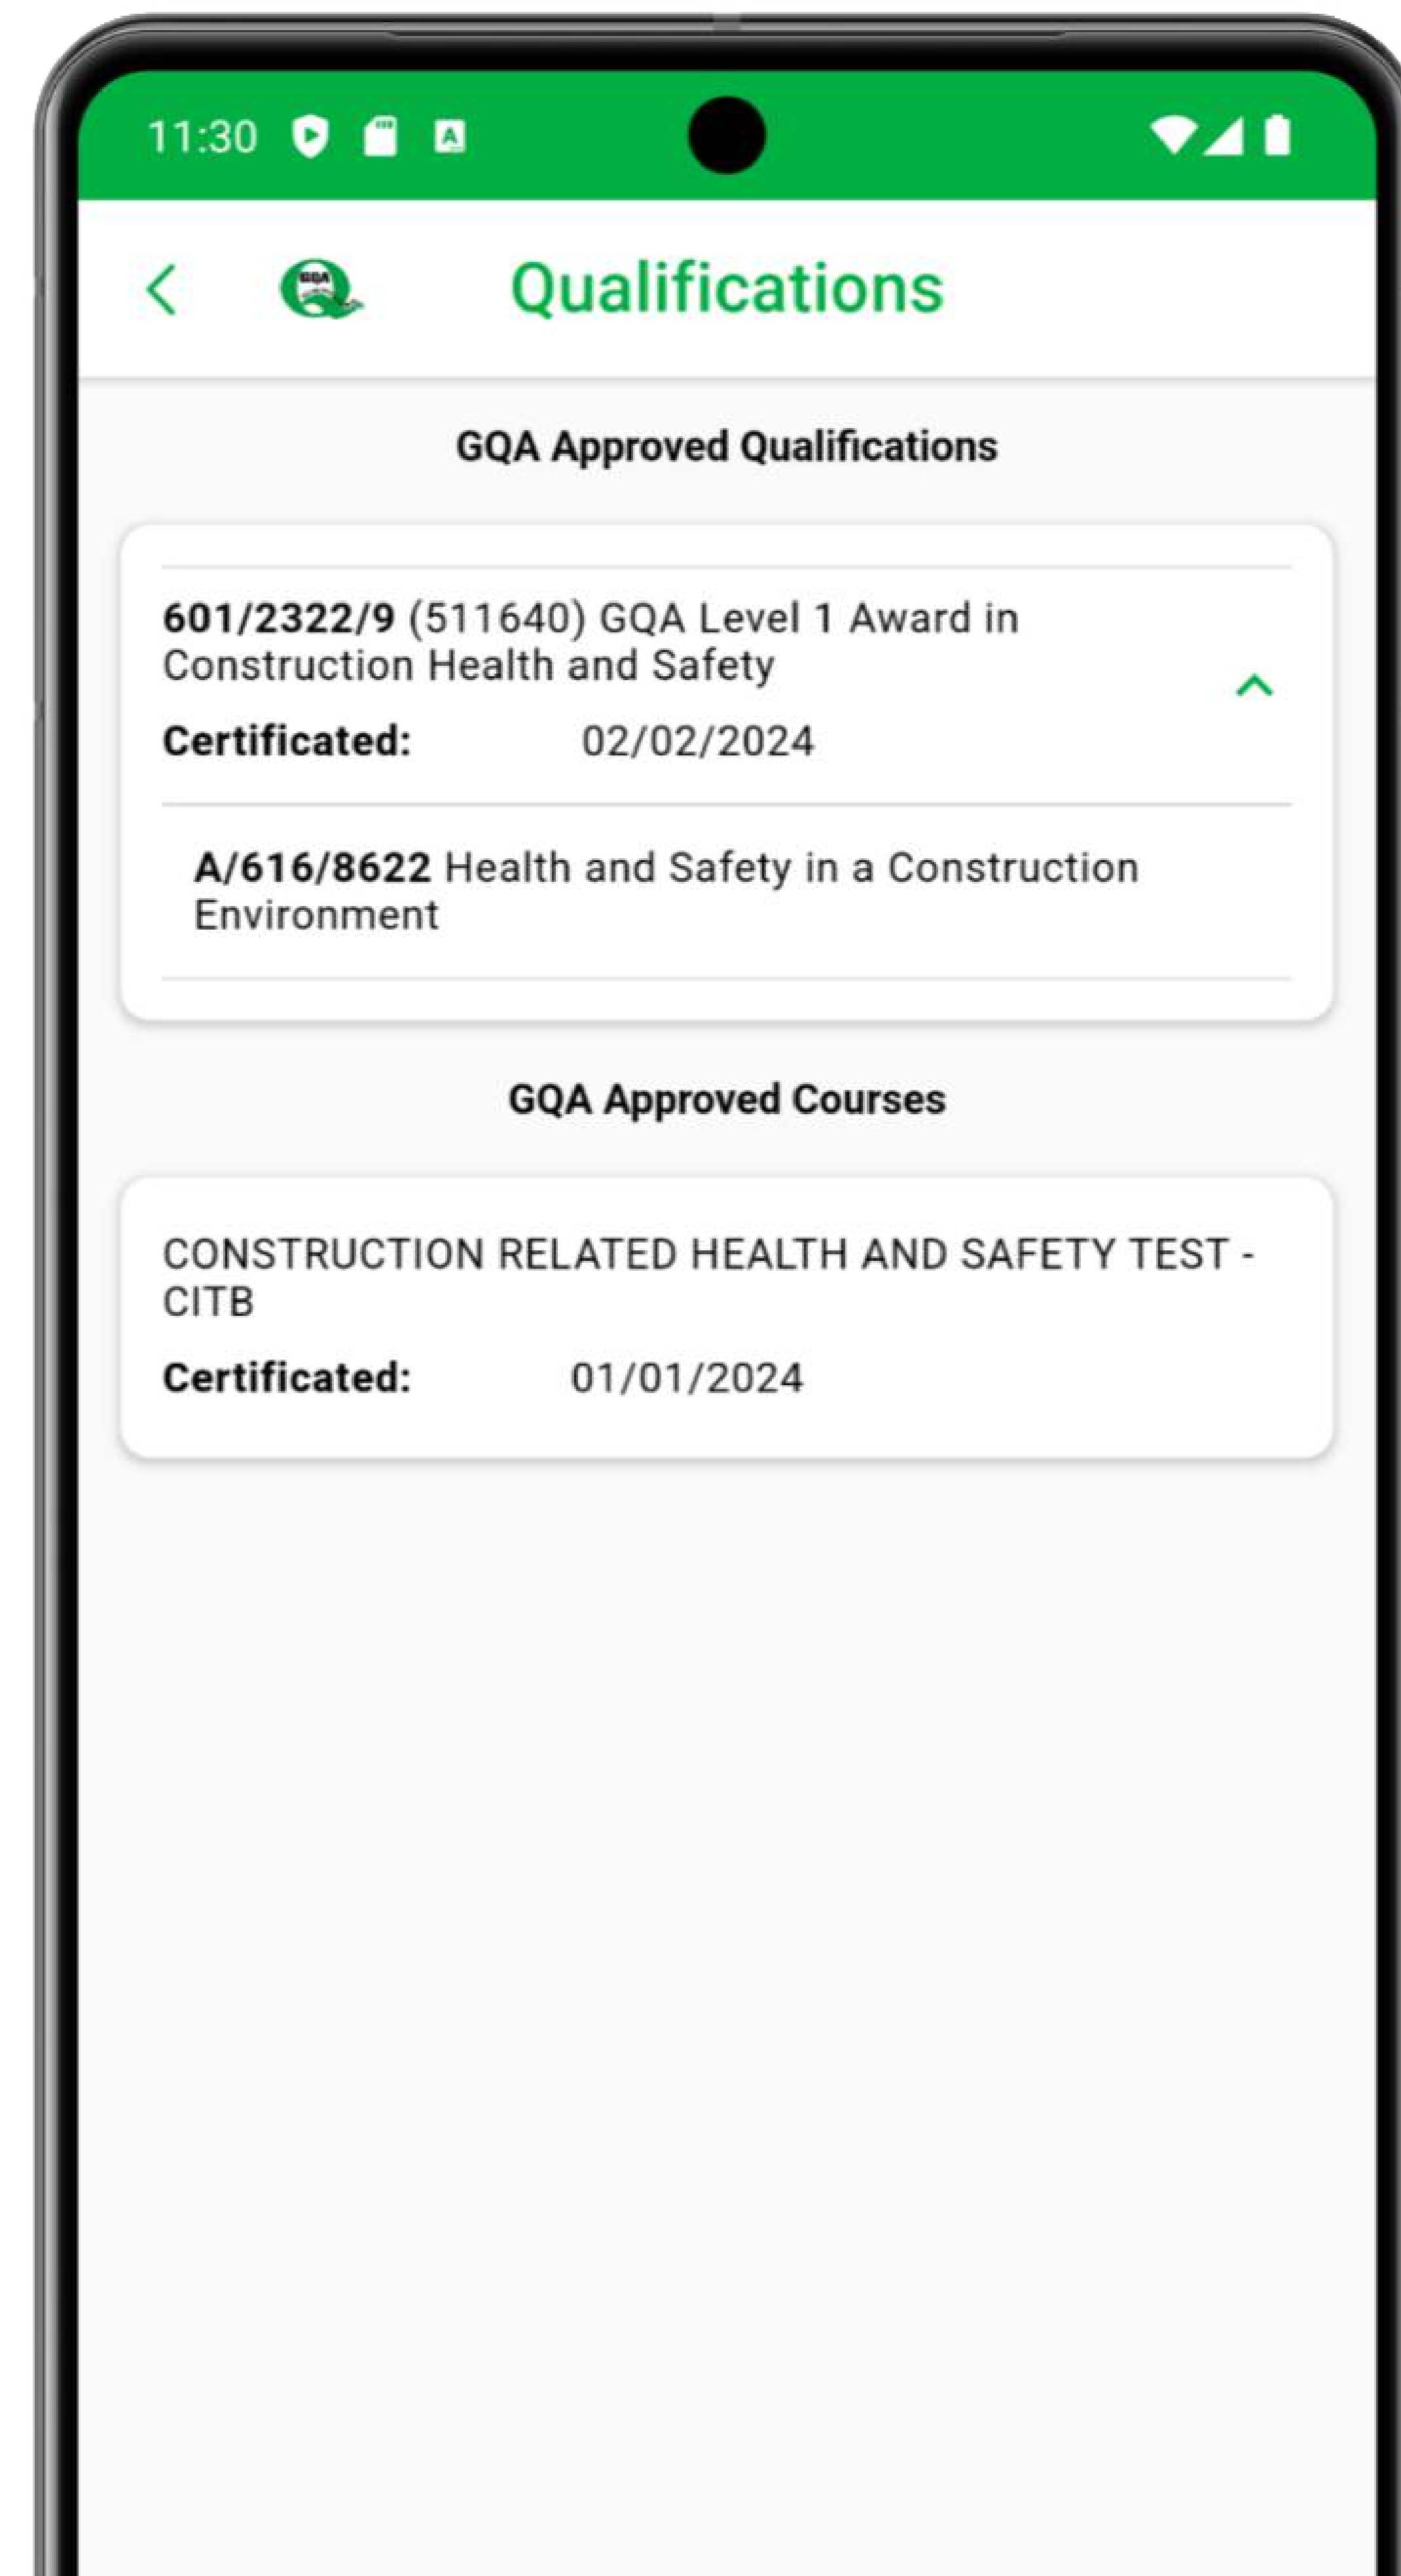 11:30
A
GQA
Qualifications
GQA Approved Qualifications
601/2322/9 (511640) GQA Level 1 Award in
Construction Health and Safety
Certificated: 02/02/2024
A/616/8622 Health and Safety in a Construction
Environment
GQA Approved Courses
CONSTRUCTION RELATED HEALTH AND SAFETY TEST -
CITB
Certificated: 01/01/2024